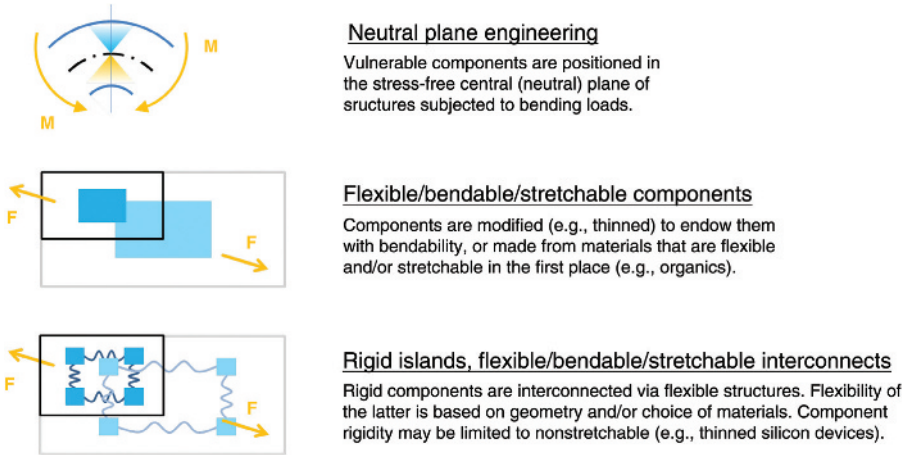 M
M
Neutral plane engineering
Vulnerable components are positioned in
the stress-free central (neutral) plane of
sructures subjected to bending loads.
F
F
Flexible/bendable/stretchable components
Components are modified (e.g., thinned) to endow them
with bendability, or made from materials that are flexible
and/or stretchable in the first place (e.g., organics).
F
F
Rigid islands, flexible/bendable/stretchable interconnects
Rigid components are interconnected via flexible structures. Flexibility of
the latter is based on geometry and/or choice of materials. Component
rigidity may be limited to nonstretchable (e.g., thinned silicon devices).